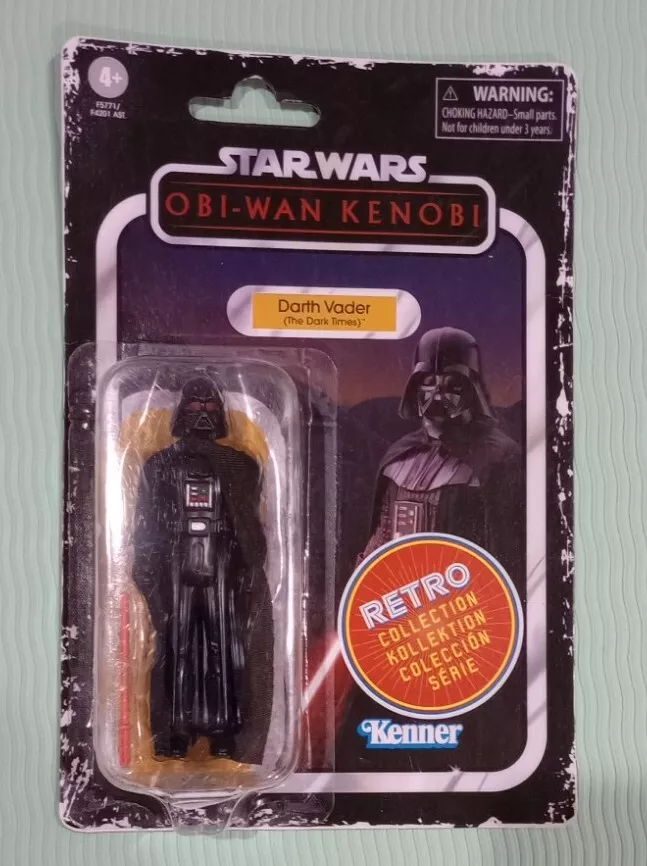 4+
F5771/
F4201 AST.
WARNING:
CHOKING HAZARD–Small parts.
Not for children under 3 years.
STAR WARS
OBI-WAN KENOBI
Darth Vader
(The Dark Times)™
RETRO
COLLECTION
KOLLEKTION
COLECCIÓN
SÉRIE
Kenner